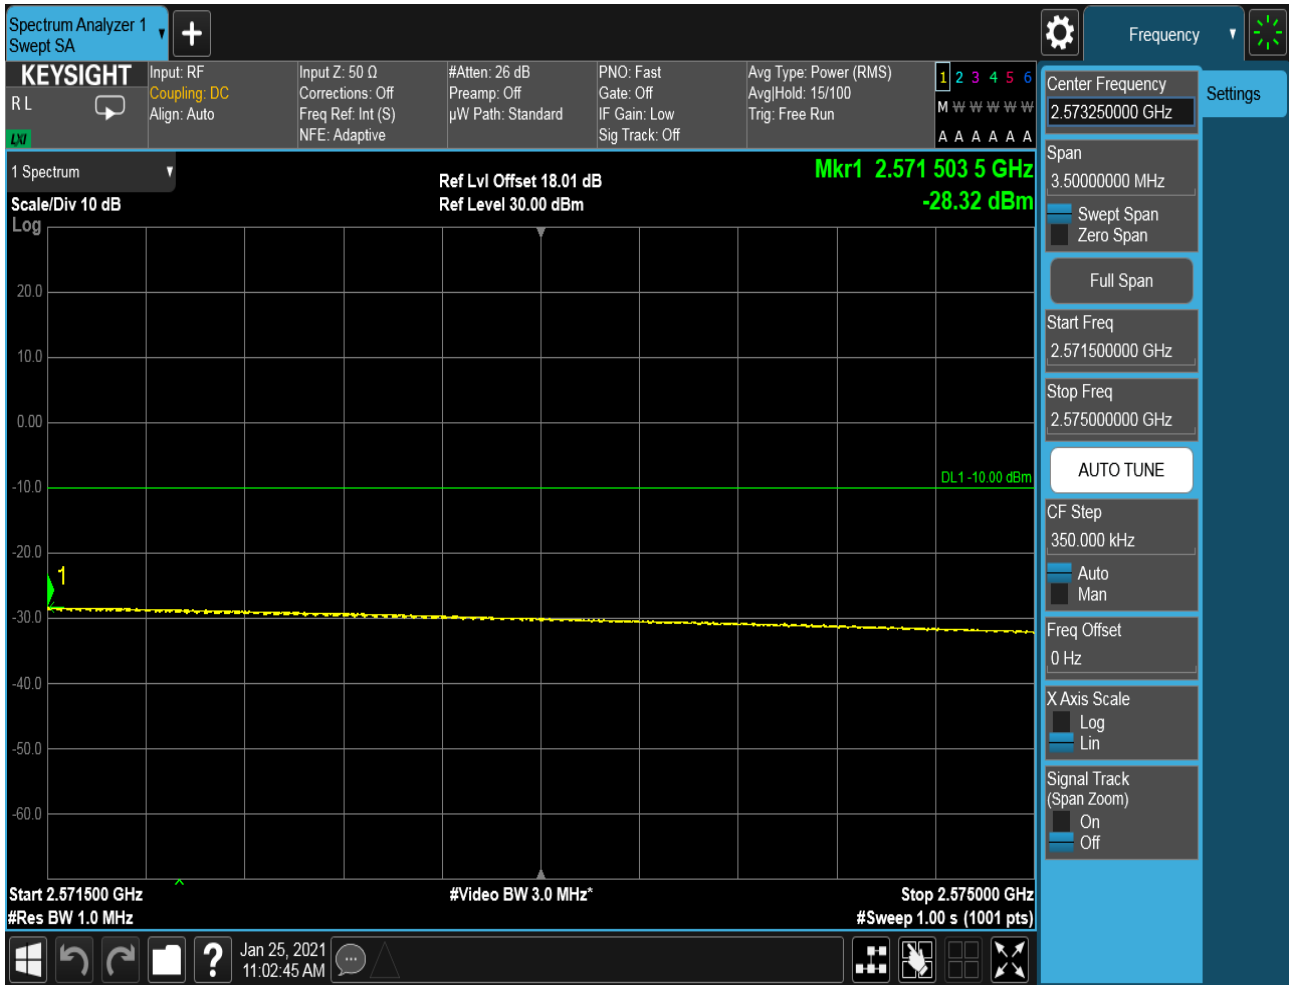 Spectrum Analyzer 1
Swept SA
Frequency
KEYSIGHT
R L
LXI
Input: RF
Coupling: DC
Align: Auto
Input Z: 50 Ω
Corrections: Off
Freq Ref: Int (S)
NFE: Adaptive
#Atten: 26 dB
Preamp: Off
µW Path: Standard
PNO: Fast
Gate: Off
IF Gain: Low
Sig Track: Off
Avg Type: Power (RMS)
Avg|Hold: 15/100
Trig: Free Run
1 2 3 4 5 6
M W W W W W
A A A A A A
1 Spectrum
Scale/Div 10 dB
Log
Ref Lvl Offset 18.01 dB
Ref Level 30.00 dBm
Mkr1 2.571 503 5 GHz
-28.32 dBm
20.0
10.0
0.00
-10.0
-20.0
-30.0
-40.0
-50.0
-60.0
DL1 -10.00 dBm
1
Start 2.571500 GHz
#Res BW 1.0 MHz
#Video BW 3.0 MHz*
Stop 2.575000 GHz
#Sweep 1.00 s (1001 pts)
Jan 25, 2021
11:02:45 AM
?
Center Frequency
2.573250000 GHz
Settings
Span
3.50000000 MHz
Swept Span
Zero Span
Full Span
Start Freq
2.571500000 GHz
Stop Freq
2.575000000 GHz
AUTO TUNE
CF Step
350.000 kHz
Auto
Man
Freq Offset
0 Hz
X Axis Scale
Log
Lin
Signal Track
(Span Zoom)
On
Off